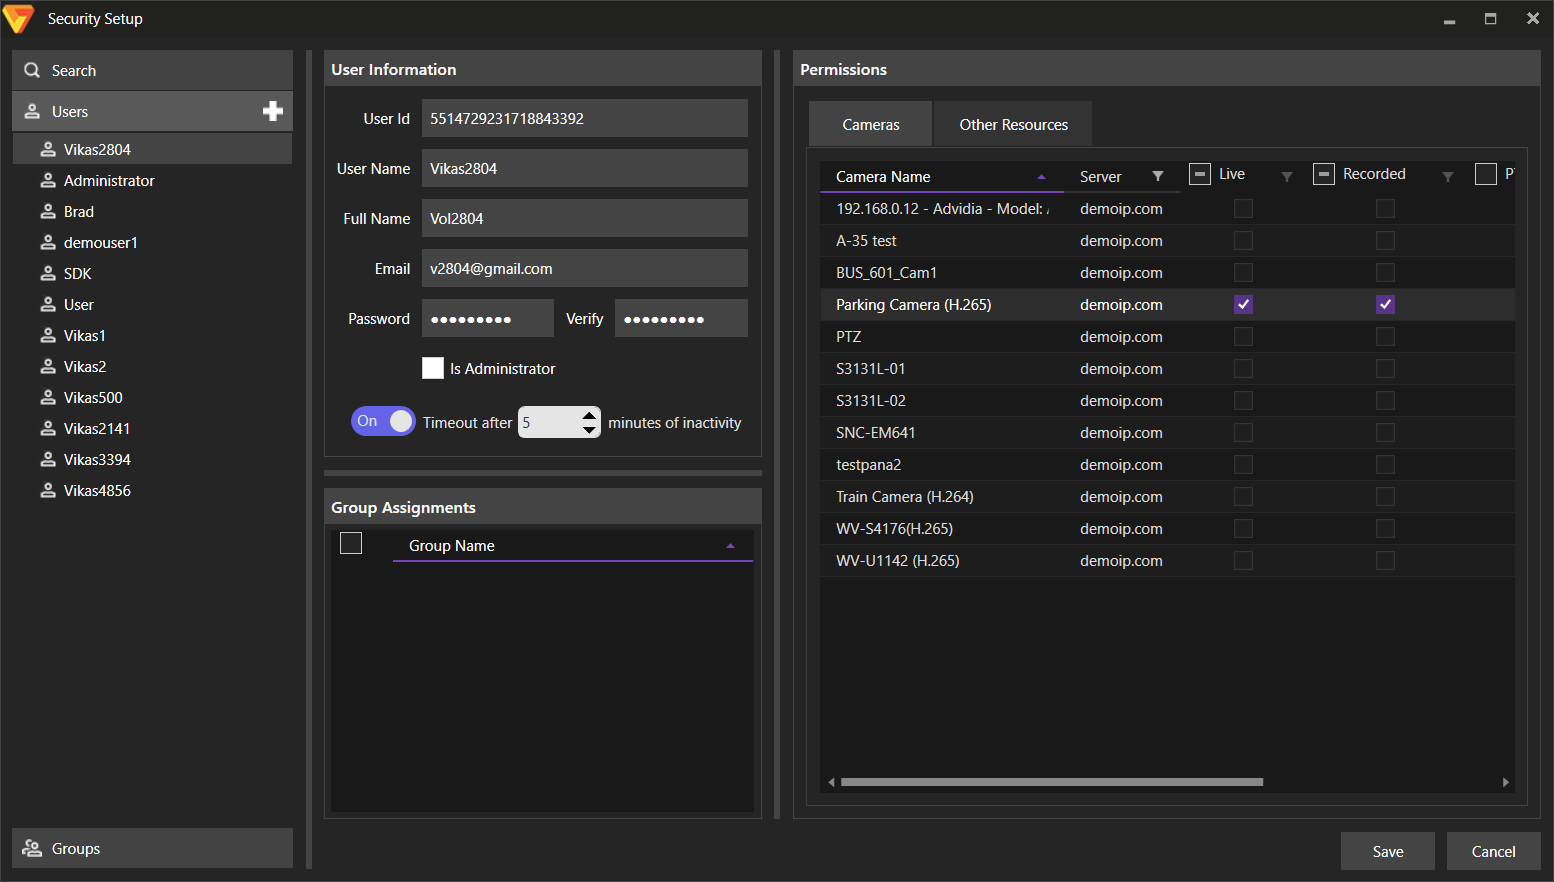 Security Setup
Search
Users
Vikas2804
Administrator
Brad
demouser1
SDK
User
Vikas1
Vikas2
Vikas500
Vikas2141
Vikas3394
Vikas4856
Groups
User Information
User Id 5514729231718843392
User Name Vikas2804
Full Name Vol2804
Email v2804@gmail.com
Password ●●●●●●●●● Verify ●●●●●●●●●
Is Administrator
On Timeout after 5 minutes of inactivity
Group Assignments
Group Name
Permissions
Cameras Other Resources
Camera Name Server Live Recorded
192.168.0.12 - Advidia - Model: demoip.com
A-35 test demoip.com
BUS_601_Cam1 demoip.com
Parking Camera (H.265) demoip.com
PTZ demoip.com
S3131L-01 demoip.com
S3131L-02 demoip.com
SNC-EM641 demoip.com
testpana2 demoip.com
Train Camera (H.264) demoip.com
WV-S4176(H.265) demoip.com
WV-U1142 (H.265) demoip.com
Save Cancel